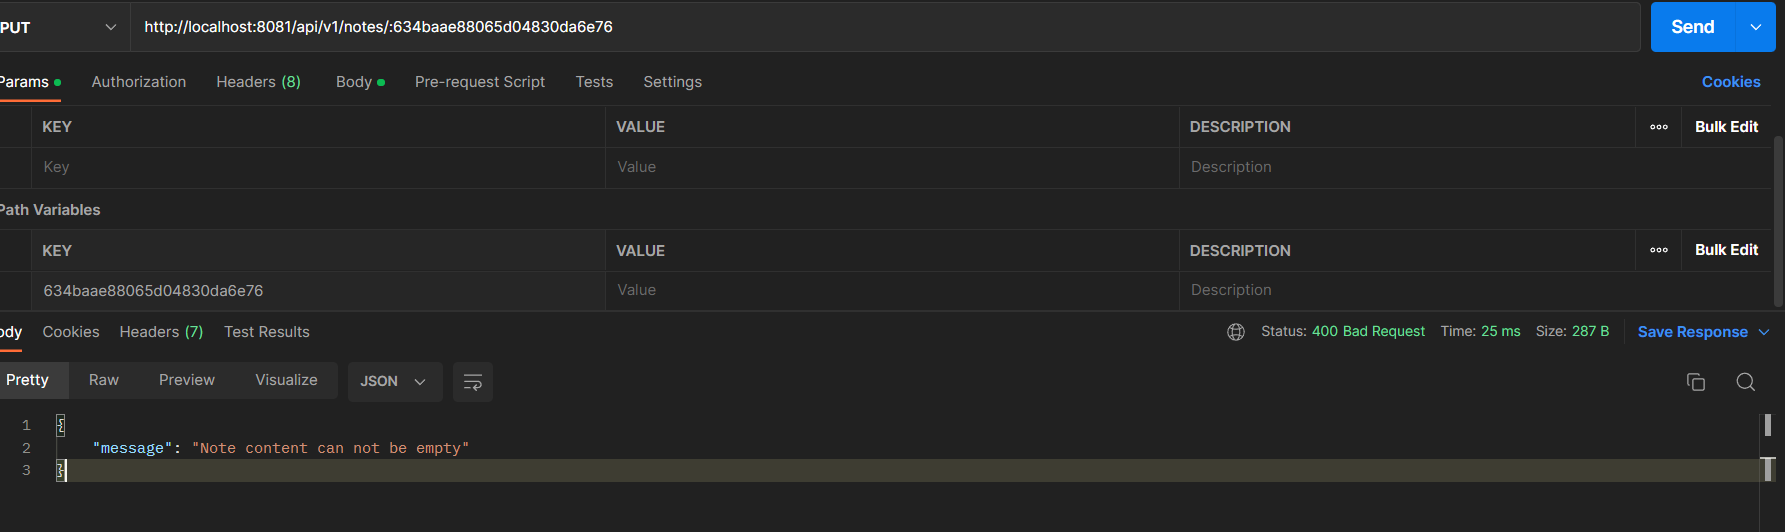 PUT http://localhost:8081/api/v1/notes/:634baae88065d04830da6e76 Send
Params Authorization Headers (8) Body Pre-request Script Tests Settings Cookies
KEY VALUE DESCRIPTION ooo Bulk Edit
Key Value Description
Path Variables
KEY VALUE DESCRIPTION ooo Bulk Edit
634baae88065d04830da6e76 Value Description
ody Cookies Headers (7) Test Results Status: 400 Bad Request Time: 25 ms Size: 287 B Save Response
Pretty Raw Preview Visualize JSON
1 {
2 "message": "Note content can not be empty"
3 }